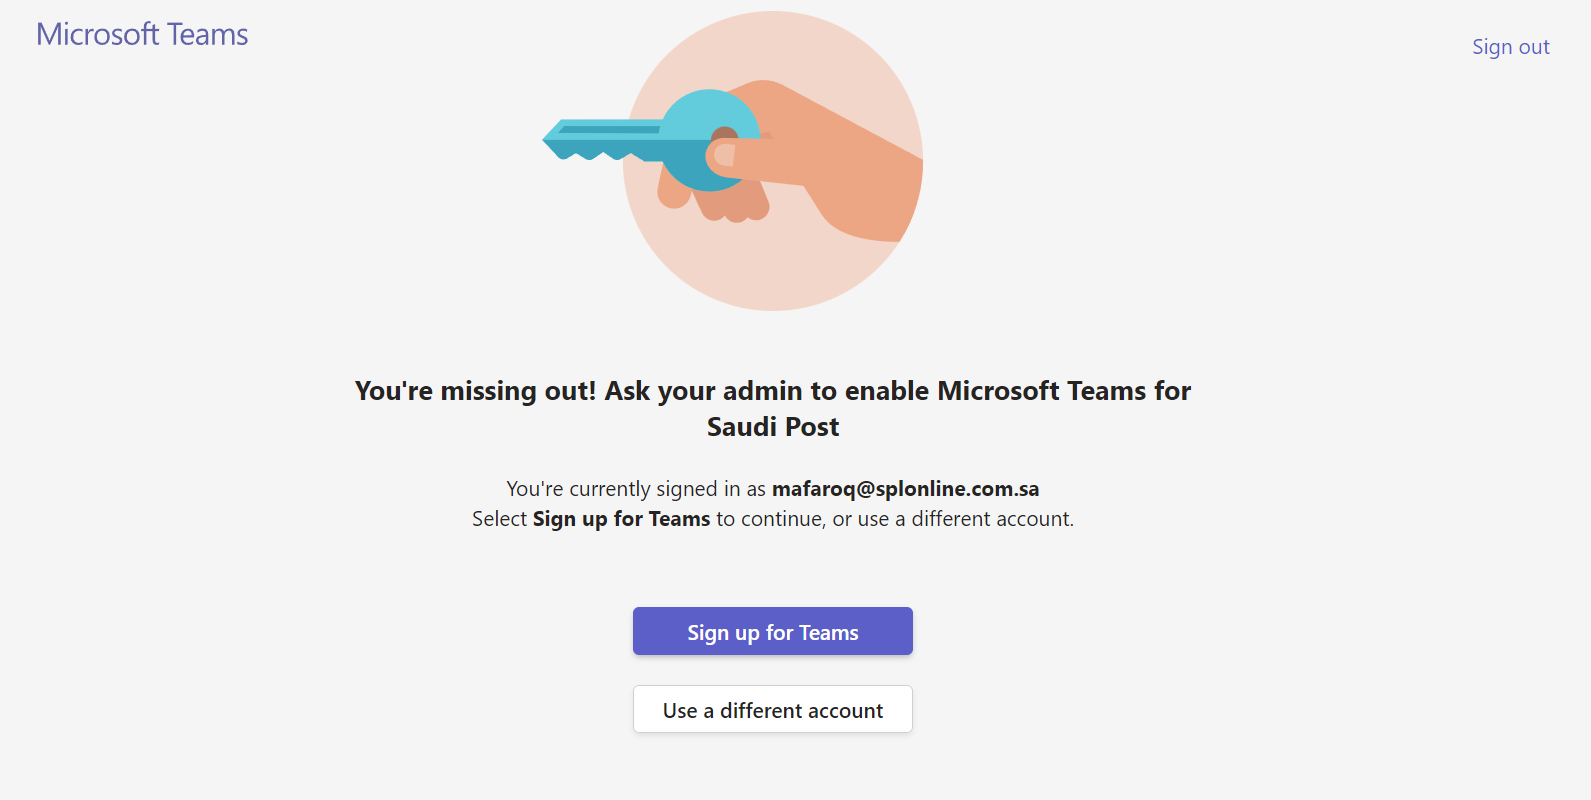 Microsoft Teams
Sign out
You're missing out! Ask your admin to enable Microsoft Teams for
Saudi Post
You're currently signed in as mafaroq@splonline.com.sa
Select Sign up for Teams to continue, or use a different account.
Sign up for Teams
Use a different account